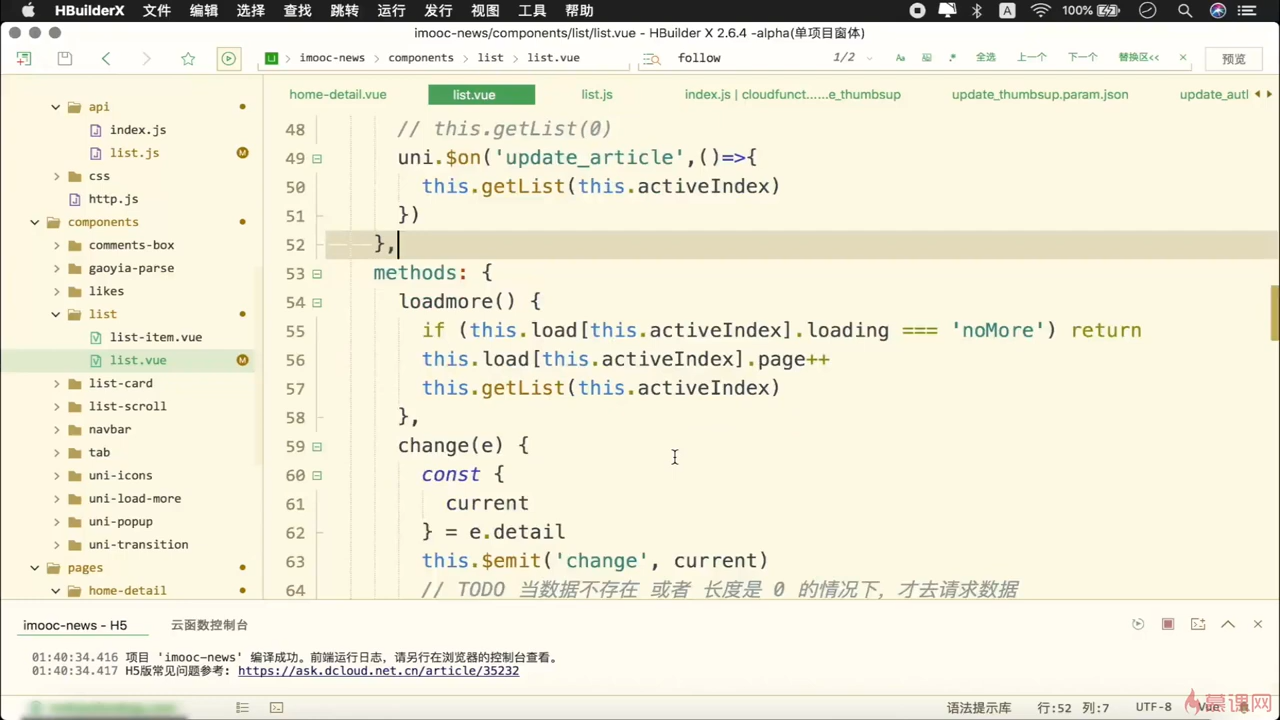 HBuilderX 文件 编辑 选择 查找 跳转 运行 发行 视图 工具 帮助 A 100%
imooc-news/components/list/list.vue - HBuilder X 2.6.4 -alpha(单项目窗体)
imooc-news components list list.vue follow 1/2 Aa .* 全选 上一个 下一个 替换区<< 预览
home-detail.vue list.vue list.js index.js | cloudfunct......e_thumbsup update_thumbsup.param.json update_autl
api
index.js
list.js M
css
http.js
components
comments-box
gaoyia-parse
likes
list
list-item.vue
list.vue M
list-card
list-scroll
navbar
tab
uni-icons
uni-load-more
uni-popup
uni-transition
pages
home-detail
48 // this.getList(0)
49 uni.$on('update_article',()=>{
50 this.getList(this.activeIndex)
51 })
52 },
53 methods: {
54 loadmore() {
55 if (this.load[this.activeIndex].loading === 'noMore') return
56 this.load[this.activeIndex].page++
57 this.getList(this.activeIndex)
58 },
59 change(e) {
60 const {
61 current
62 } = e.detail
63 this.$emit('change', current)
64 // TODO 当数据不存在 或者 长度是 0 的情况下，才去请求数据
imooc-news - H5 云函数控制台
01:40:34.416 项目 'imooc-news' 编译成功。前端运行日志，请另行在浏览器的控制台查看。
01:40:34.417 H5版常见问题参考: https://ask.dcloud.net.cn/article/35232
语法提示库 行:52 列:7 UTF-8 Vue
慕课网